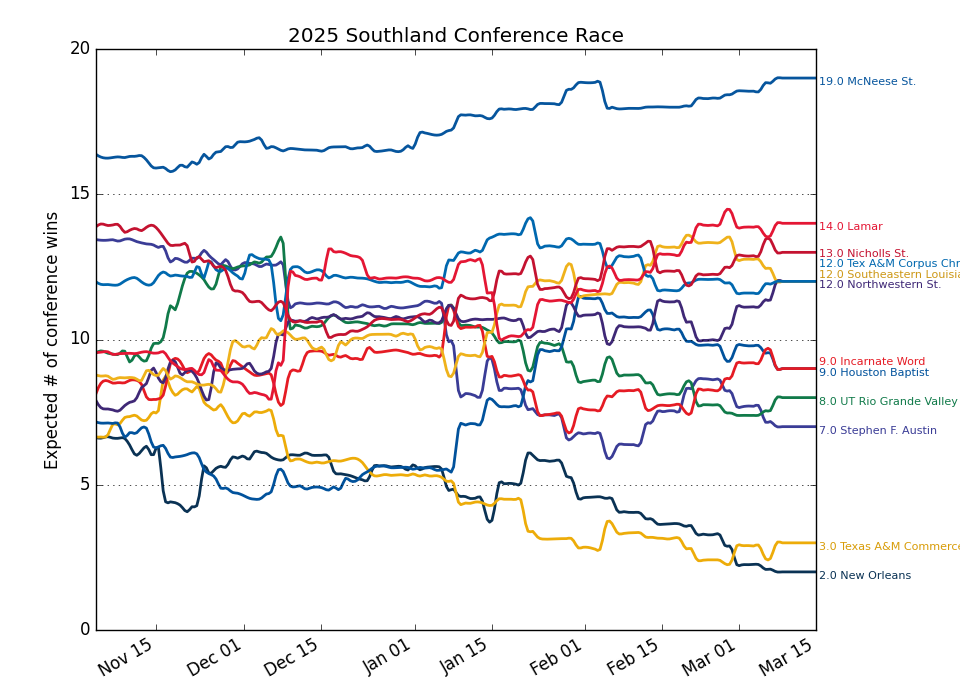 2025 Southland Conference Race
Expected # of conference wins
20
15
10
5
0
19.0 McNeese St.
14.0 Lamar
13.0 Nicholls St.
12.0 Tex A&M Corpus Chr
12.0 Southeastern Louisia
12.0 Northwestern St.
9.0 Incarnate Word
9.0 Houston Baptist
8.0 UT Rio Grande Valley
7.0 Stephen F. Austin
3.0 Texas A&M Commerce
2.0 New Orleans
Nov 15
Dec 01
Dec 15
Jan 01
Jan 15
Feb 01
Feb 15
Mar 01
Mar 15